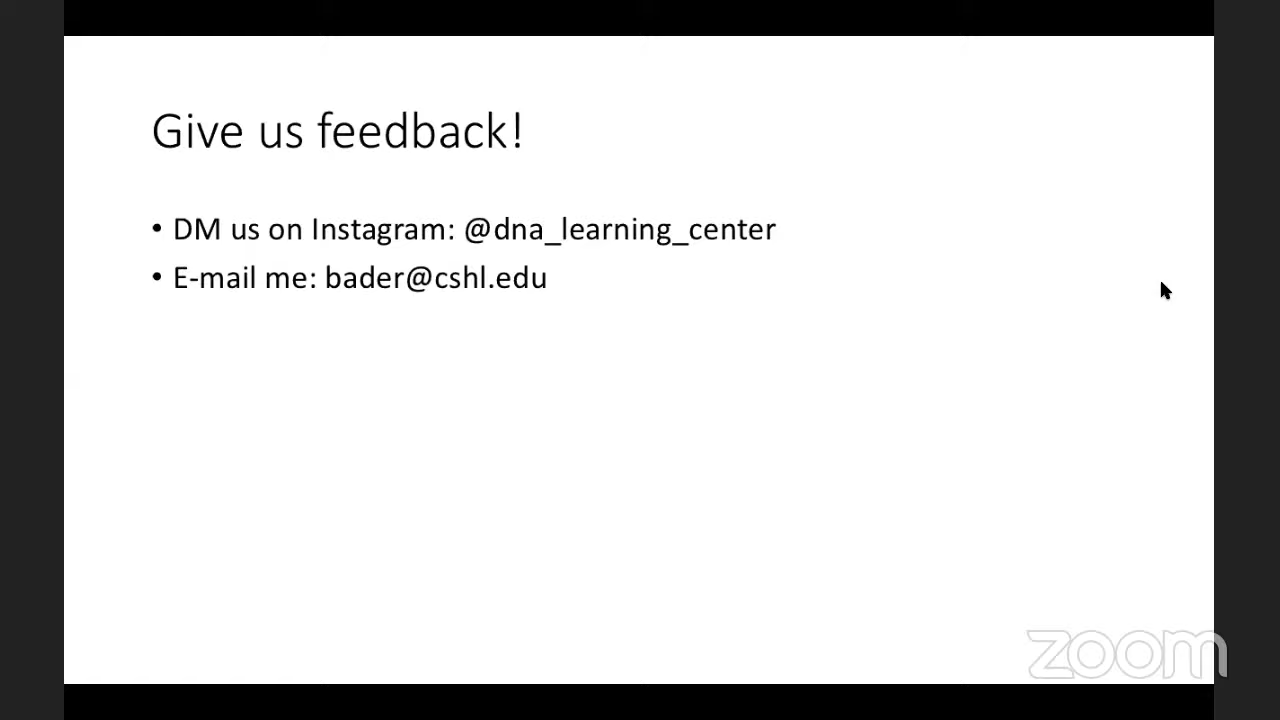 Give us feedback!
• DM us on Instagram: @dna_learning_center
• E-mail me: bader@cshl.edu
zoom